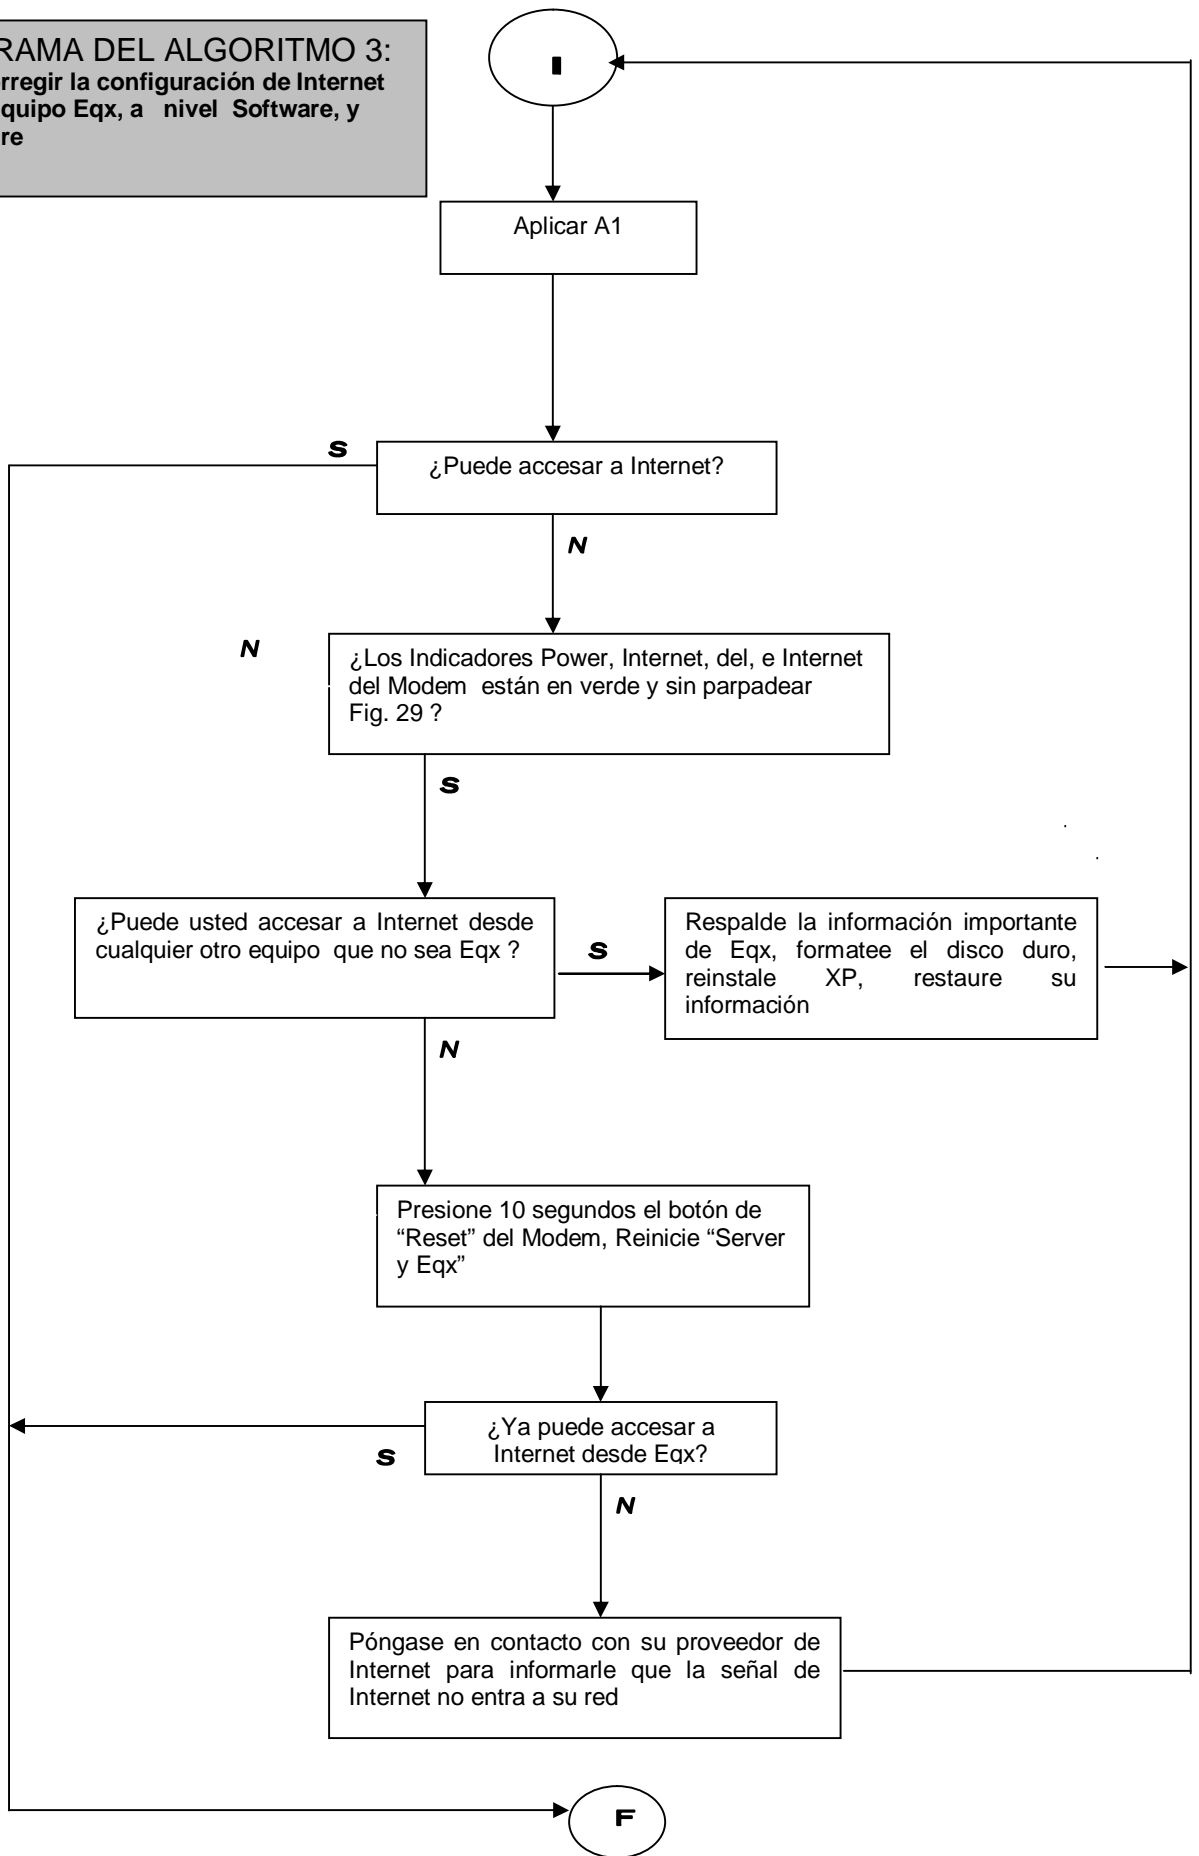 RAMA DEL ALGORITMO 3:
rregir la configuración de Internet
quipo Eqx, a nivel Software, y
re
I
Aplicar A1
S
¿Puede accesar a Internet?
N
N
¿Los Indicadores Power, Internet, del, e Internet
del Modem están en verde y sin parpadear
Fig. 29 ?
S
¿Puede usted accesar a Internet desde
cualquier otro equipo que no sea Eqx ?
S
Respalde la información importante
de Eqx, formatee el disco duro,
reinstale XP, restaure su
información
N
Presione 10 segundos el botón de
“Reset” del Modem, Reinicie “Server
y Eqx”
¿Ya puede accesar a
Internet desde Eqx?
S
N
Póngase en contacto con su proveedor de
Internet para informarle que la señal de
Internet no entra a su red
F